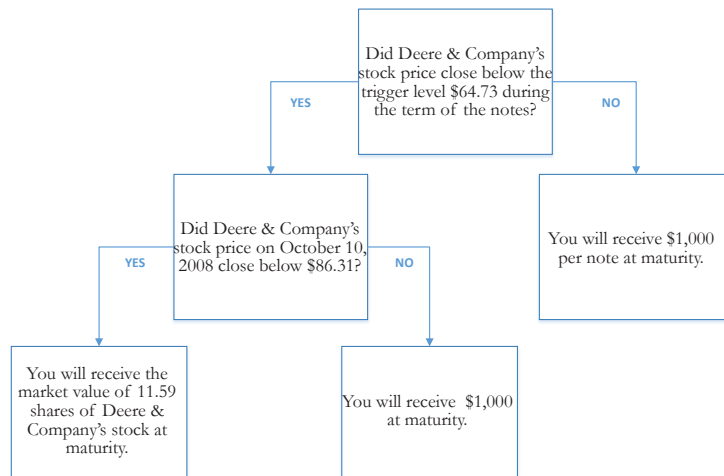 Did Deere & Company’s
stock price close below the
trigger level $64.73 during
the term of the notes?
YES
NO
Did Deere & Company’s
stock price on October 10,
2008 close below $86.31?
You will receive $1,000
per note at maturity.
YES
NO
You will receive the
market value of 11.59
shares of Deere &
Company’s stock at
maturity.
You will receive  $1,000
at maturity.